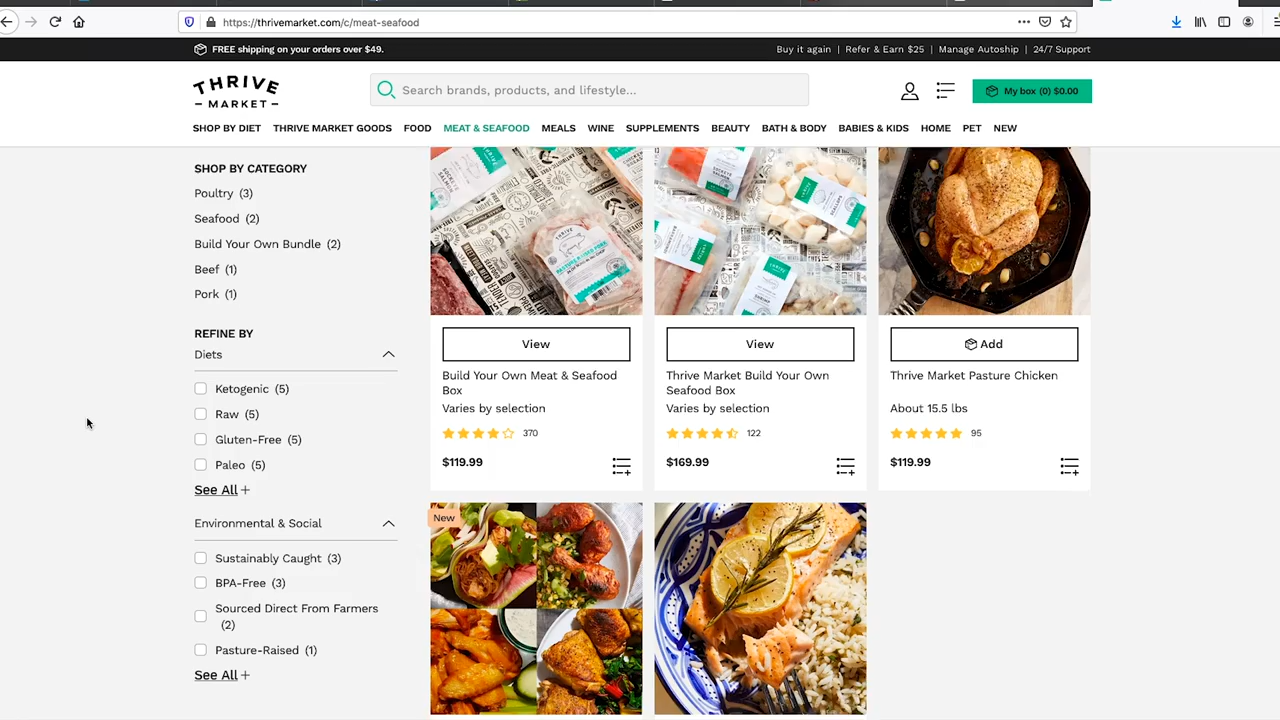 https://thrivemarket.com/c/meat-seafood
FREE shipping on your orders over $49.
Buy it again | Refer & Earn $25 | Manage Autoship | 24/7 Support
THRIVE
MARKET
Search brands, products, and lifestyle...
My box (0) $0.00
SHOP BY DIET THRIVE MARKET GOODS FOOD MEAT & SEAFOOD MEALS WINE SUPPLEMENTS BEAUTY BATH & BODY BABIES & KIDS HOME PET NEW
SHOP BY CATEGORY
Poultry (3)
Seafood (2)
Build Your Own Bundle (2)
Beef (1)
Pork (1)
REFINE BY
Diets
Ketogenic (5)
Raw (5)
Gluten-Free (5)
Paleo (5)
See All +
Environmental & Social
Sustainably Caught (3)
BPA-Free (3)
Sourced Direct From Farmers
(2)
Pasture-Raised (1)
See All +
View
Build Your Own Meat & Seafood
Box
Varies by selection
370
$119.99
View
Thrive Market Build Your Own
Seafood Box
Varies by selection
122
$169.99
Add
Thrive Market Pasture Chicken
About 15.5 lbs
95
$119.99
New